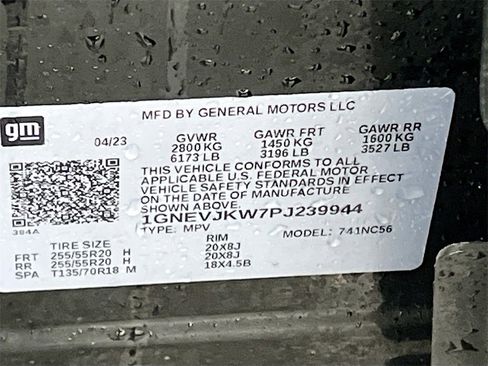 MFD BY GENERAL MOTORS LLC
gm
04/23 GVWR GAWR FRT GAWR RR
2800 KG 1450 KG 1600 KG
6173 LB 3196 LB 3527 LB
THIS VEHICLE CONFORMS TO ALL
APPLICABLE U.S. FEDERAL MOTOR
VEHICLE SAFETY STANDARDS IN EFFECT
ON THE DATE OF MANUFACTURE
SHOWN ABOVE.
384A
1GNEVJKW7PJ239944
TYPE: MPV MODEL: 741NC56
TIRE SIZE RIM
FRT 255/55R20 H 20X8J
RR 255/55R20 H 20X8J
SPA T135/70R18 M 18X4.5B